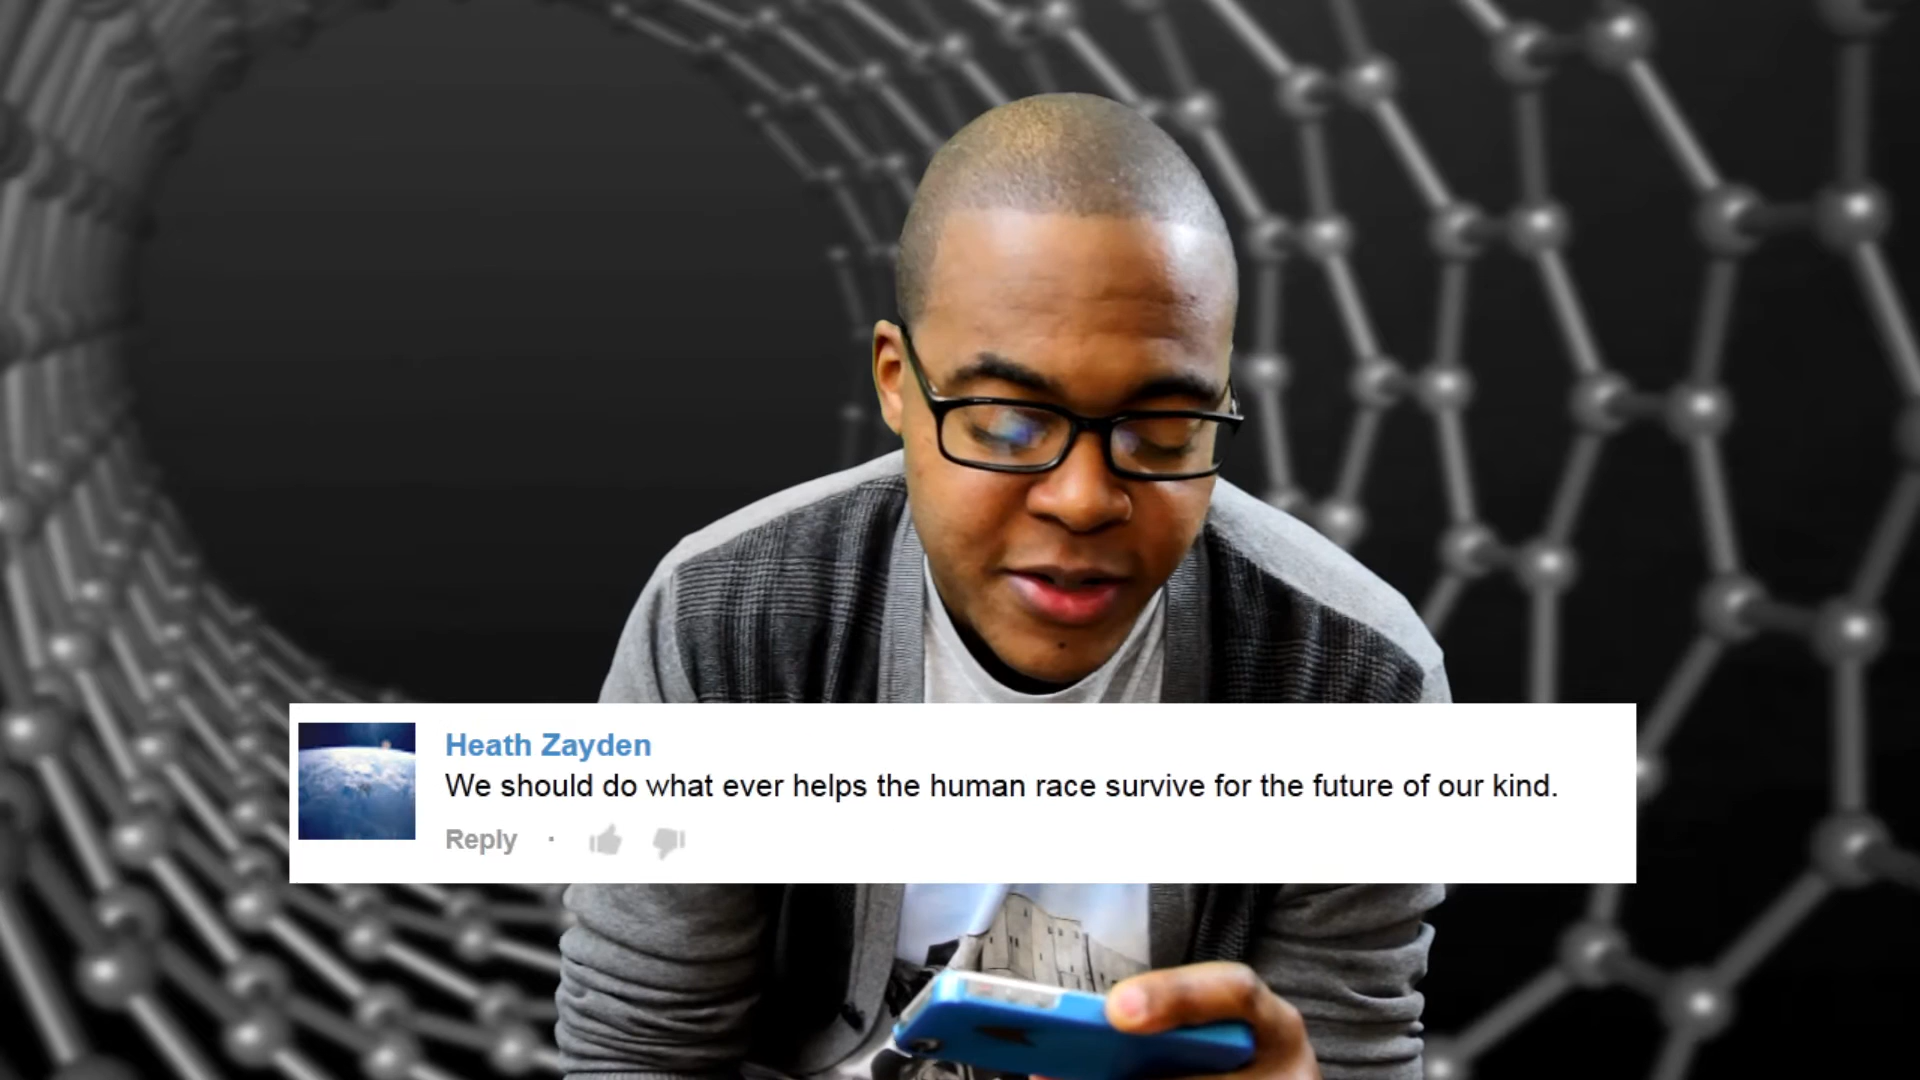 Heath Zayden
We should do what ever helps the human race survive for the future of our kind.
Reply ·